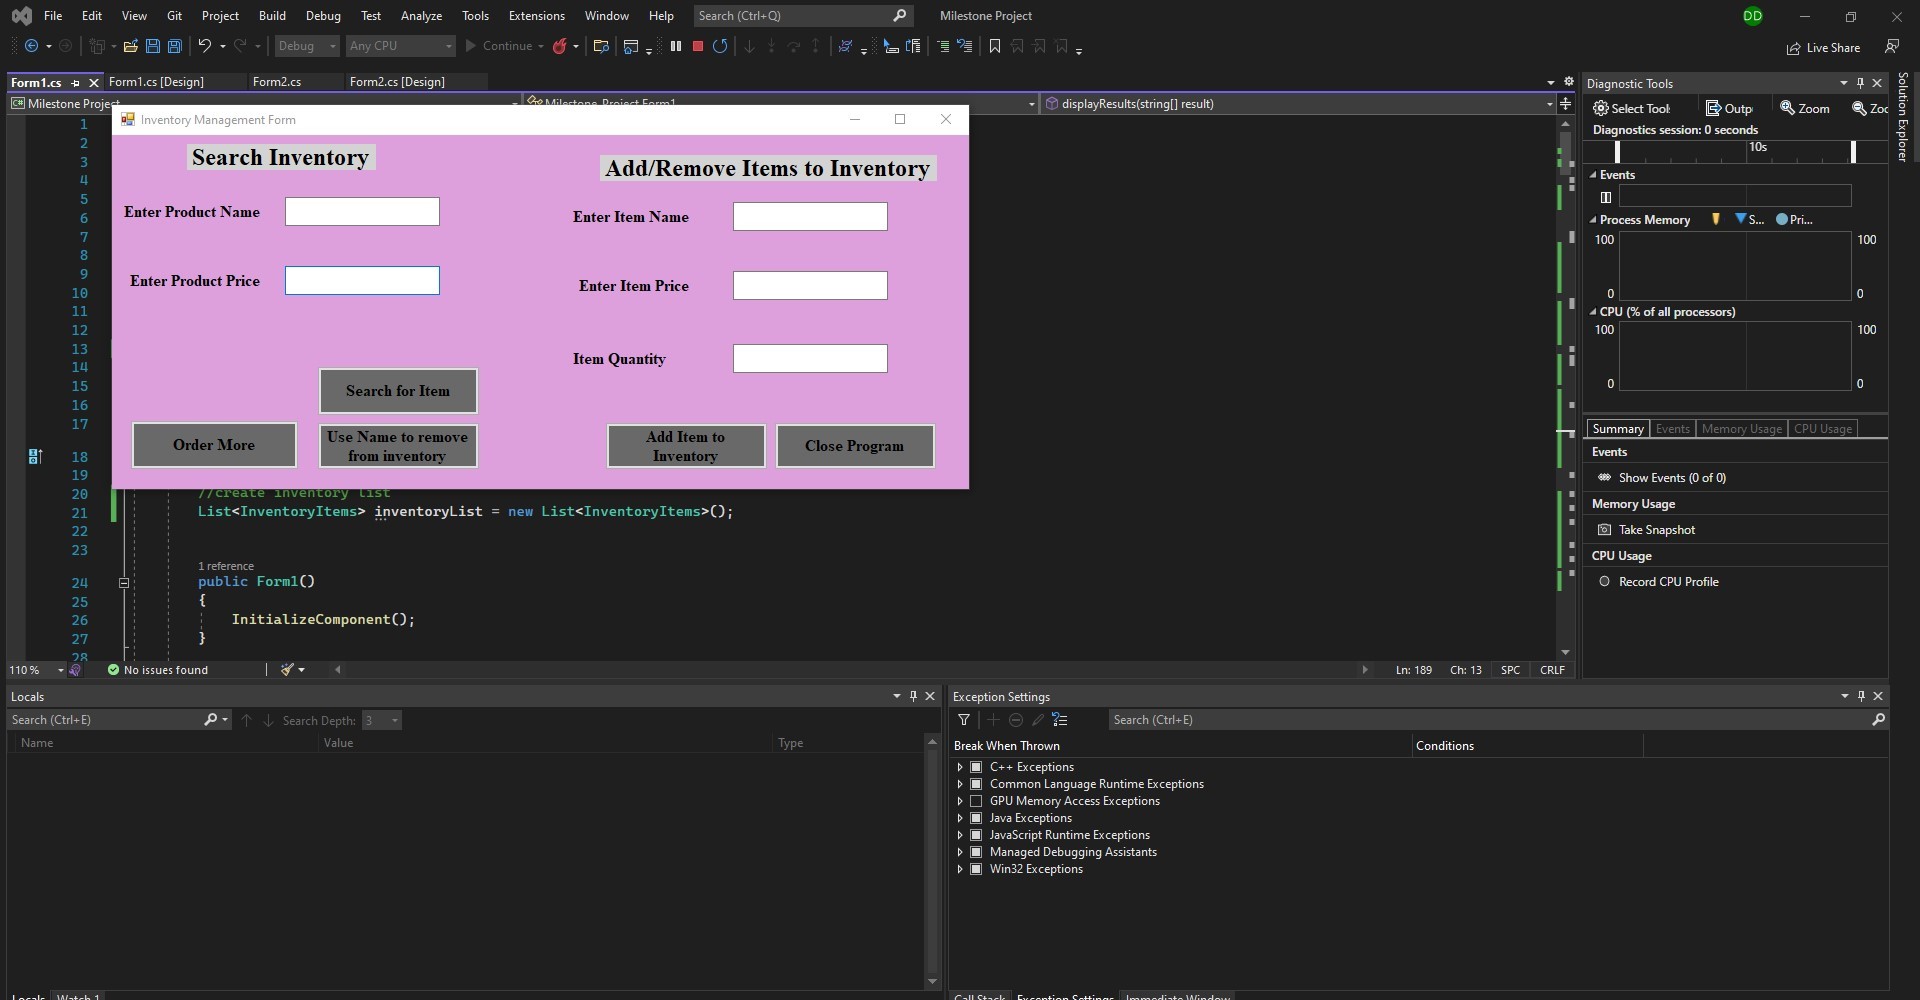 File Edit View Git Project Build Debug Test Analyze Tools Extensions Window Help Search (Ctrl+Q) Milestone Project DD
Debug Any CPU Continue Live Share
Form1.cs Form1.cs [Design] Form2.cs Form2.cs [Design]
C# Milestone Project Milestone_Project.Form1 displayResults(string[] result)
Inventory Management Form
Search Inventory
Add/Remove Items to Inventory
Enter Product Name
Enter Item Name
Enter Product Price
Enter Item Price
Item Quantity
Search for Item
Order More
Use Name to remove
from inventory
Add Item to
Inventory
Close Program
1
2
3
4
5
6
7
8
9
10
11
12
13
14
15
16
17
18
19
20 //create inventory list
21 List<InventoryItems> inventoryList = new List<InventoryItems>();
22
23
1 reference
24 public Form1()
25 {
26 InitializeComponent();
27 }
28
110 % No issues found Ln: 189 Ch: 13 SPC CRLF
Diagnostic Tools
Select Tool: Outp Zoom Zoo
Diagnostics session: 0 seconds
10s
Events
Process Memory S... Pri...
100 100
0 0
CPU (% of all processors)
100 100
0 0
Summary Events Memory Usage CPU Usage
Events
Show Events (0 of 0)
Memory Usage
Take Snapshot
CPU Usage
Record CPU Profile
Solution Explorer
Locals
Search (Ctrl+E) Search Depth: 3
Name Value Type
Locals Watch 1
Exception Settings
Search (Ctrl+E)
Break When Thrown Conditions
C++ Exceptions
Common Language Runtime Exceptions
GPU Memory Access Exceptions
Java Exceptions
JavaScript Runtime Exceptions
Managed Debugging Assistants
Win32 Exceptions
Call Stack Exception Settings Immediate Window